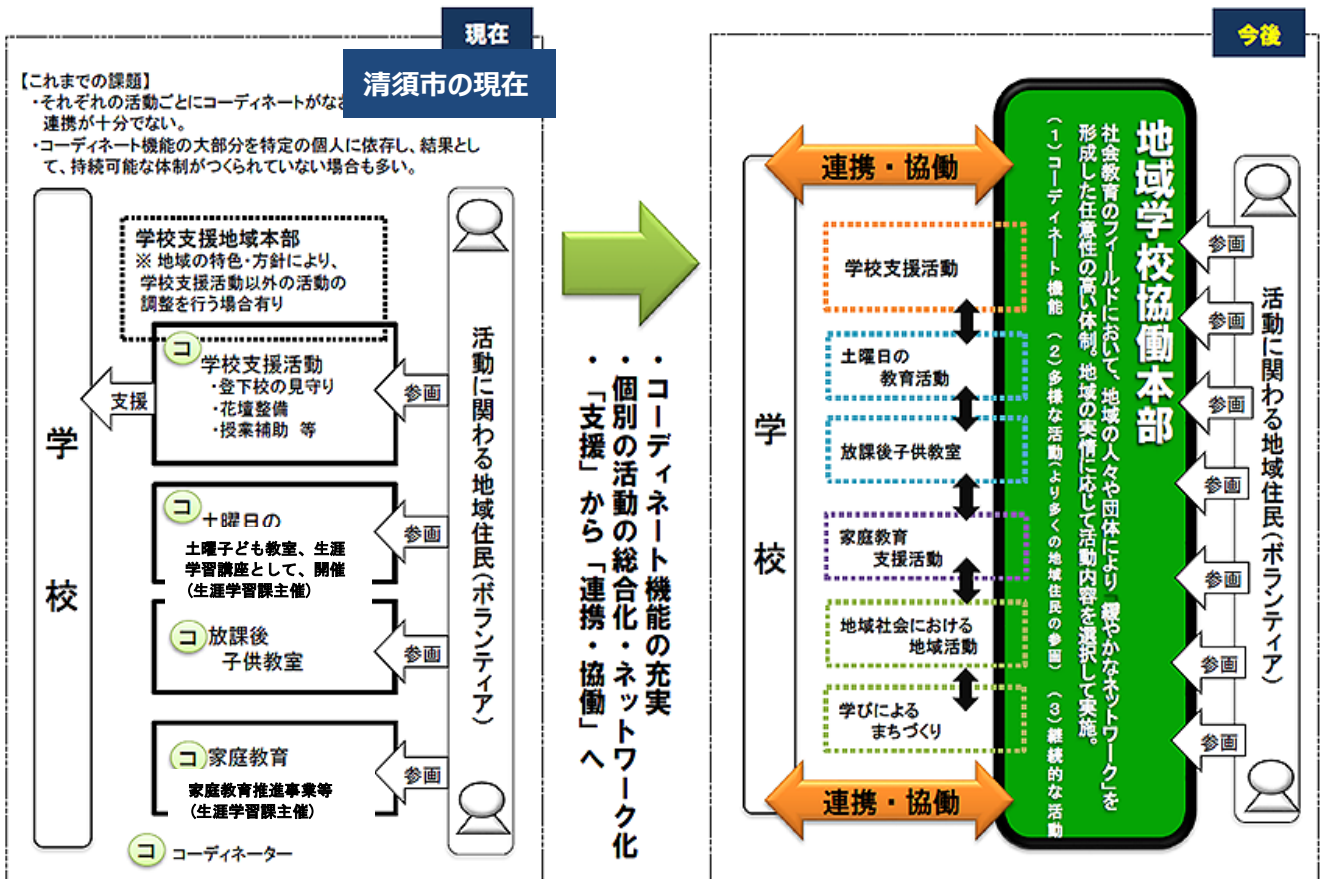 現在
清須市の現在
【これまでの課題】
・それぞれの活動ごとにコーディネートがな
連携が十分でない。
・コーディネート機能の大部分を特定の個人に依存し、結果とし
て、持続可能な体制がつくられていない場合も多い。
学校
学校支援地域本部
※ 地域の特色・方針により、
学校支援活動以外の活動の
調整を行う場合有り
コ
学校支援活動
・登下校の見守り
・花壇整備
・授業補助 等
支援
参画
コ
土曜日の
土曜子ども教室、生涯
学習講座として、開催
(生涯学習課主催)
参画
コ 放課後
子供教室
参画
コ 家庭教育
家庭教育推進事業等
(生涯学習課主催)
参画
活動に関わる地域住民(ボランティア)
コ コーディネーター
・コーディネート機能の充実
・個別の活動の総合化・ネットワーク化
・「支援」から「連携・協働」へ
今後
学校
連携・協働
学校支援活動
土曜日の
教育活動
放課後子供教室
家庭教育
支援活動
地域社会における
地域活動
学びによる
まちづくり
連携・協働
地域学校協働本部
社会教育のフィールドにおいて、地域の人々や団体により「緩やかなネットワーク」を
形成した任意性の高い体制。地域の実情に応じて活動内容を選択して実施。
(1)コーディネート機能 (2)多様な活動(より多くの地域住民の参画) (3)継続的な活動
参画
参画
参画
参画
参画
参画
参画
活動に関わる地域住民(ボランティア)